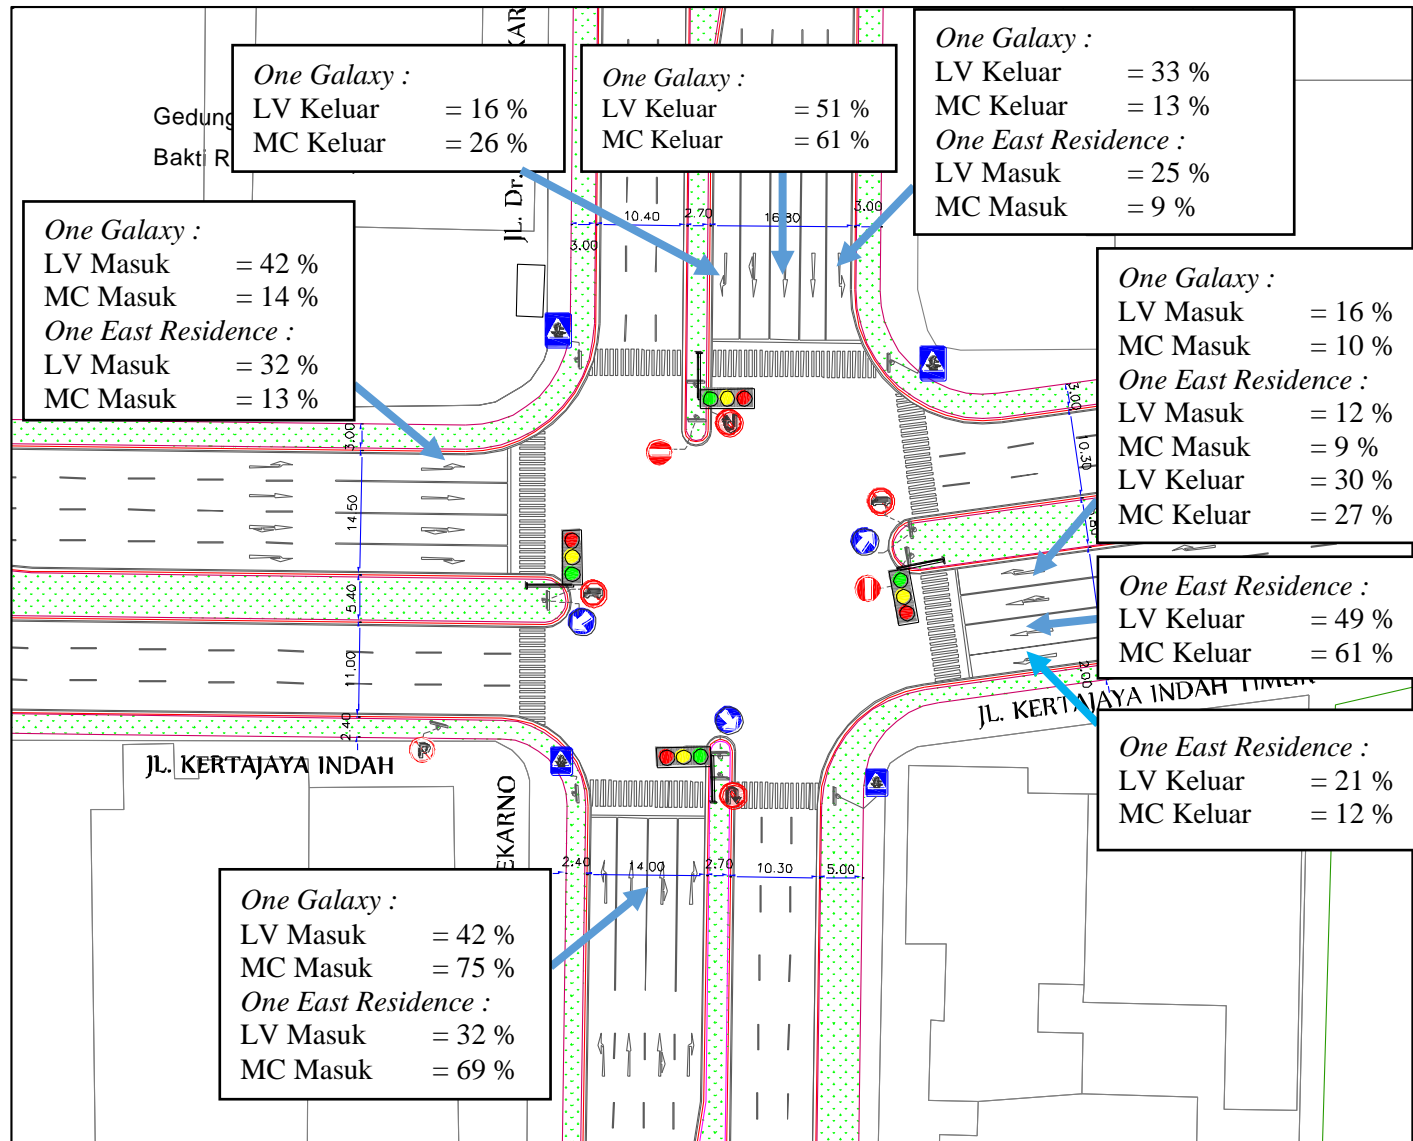 Gedung
Bakti R
KAR
JL. Dr.
One Galaxy :
LV Keluar = 16 %
MC Keluar = 26 %
One Galaxy :
LV Keluar = 51 %
MC Keluar = 61 %
One Galaxy :
LV Keluar = 33 %
MC Keluar = 13 %
One East Residence :
LV Masuk = 25 %
MC Masuk = 9 %
One Galaxy :
LV Masuk = 42 %
MC Masuk = 14 %
One East Residence :
LV Masuk = 32 %
MC Masuk = 13 %
One Galaxy :
LV Masuk = 16 %
MC Masuk = 10 %
One East Residence :
LV Masuk = 12 %
MC Masuk = 9 %
LV Keluar = 30 %
MC Keluar = 27 %
3.00
10.40
2.70
16.80
3.00
3.00
10.30
3.00
14.50
5.40
11.00
2.40
One East Residence :
LV Keluar = 49 %
MC Keluar = 61 %
2.00
JL. KERTAJAYA INDAH TIMUR
One East Residence :
LV Keluar = 21 %
MC Keluar = 12 %
JL. KERTAJAYA INDAH
EKARNO
2.40
14.00
2.70
10.30
5.00
One Galaxy :
LV Masuk = 42 %
MC Masuk = 75 %
One East Residence :
LV Masuk = 32 %
MC Masuk = 69 %